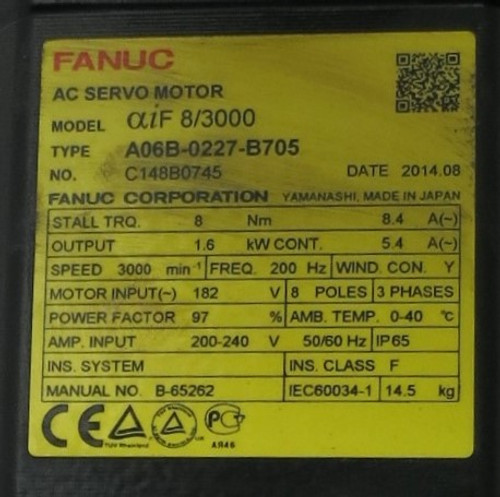 FANUC
AC SERVO MOTOR
MODEL αiF 8/3000
TYPE A06B-0227-B705
NO. C148B0745 DATE 2014.08
FANUC CORPORATION YAMANASHI, MADE IN JAPAN
STALL TRQ. 8 Nm 8.4 A(~)
OUTPUT 1.6 kW CONT. 5.4 A(~)
SPEED 3000 min⁻¹ FREQ. 200 Hz WIND. CON. Y
MOTOR INPUT(~) 182 V 8 POLES 3 PHASES
POWER FACTOR 97 % AMB. TEMP. 0-40 ℃
AMP. INPUT 200-240 V 50/60 Hz IP65
INS. SYSTEM INS. CLASS F
MANUAL NO. B-65262 IEC60034-1 14.5 kg
CE
TUV Rheinland